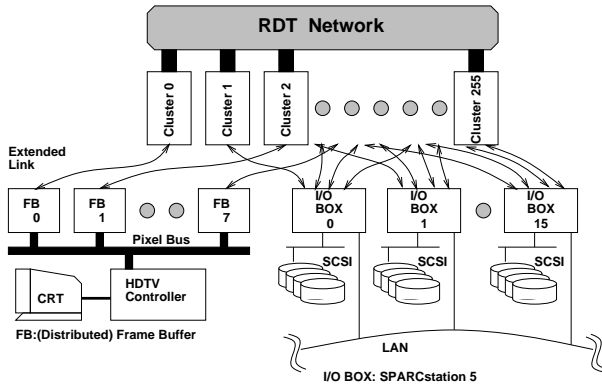 RDT Network
Cluster 0
Cluster 1
Cluster 2
Cluster 255
Extended
Link
FB
0
FB
1
FB
7
I/O
BOX
0
I/O
BOX
1
I/O
BOX
15
Pixel Bus
SCSI
SCSI
SCSI
CRT
HDTV
Controller
FB:(Distributed) Frame Buffer
LAN
I/O BOX: SPARCstation 5